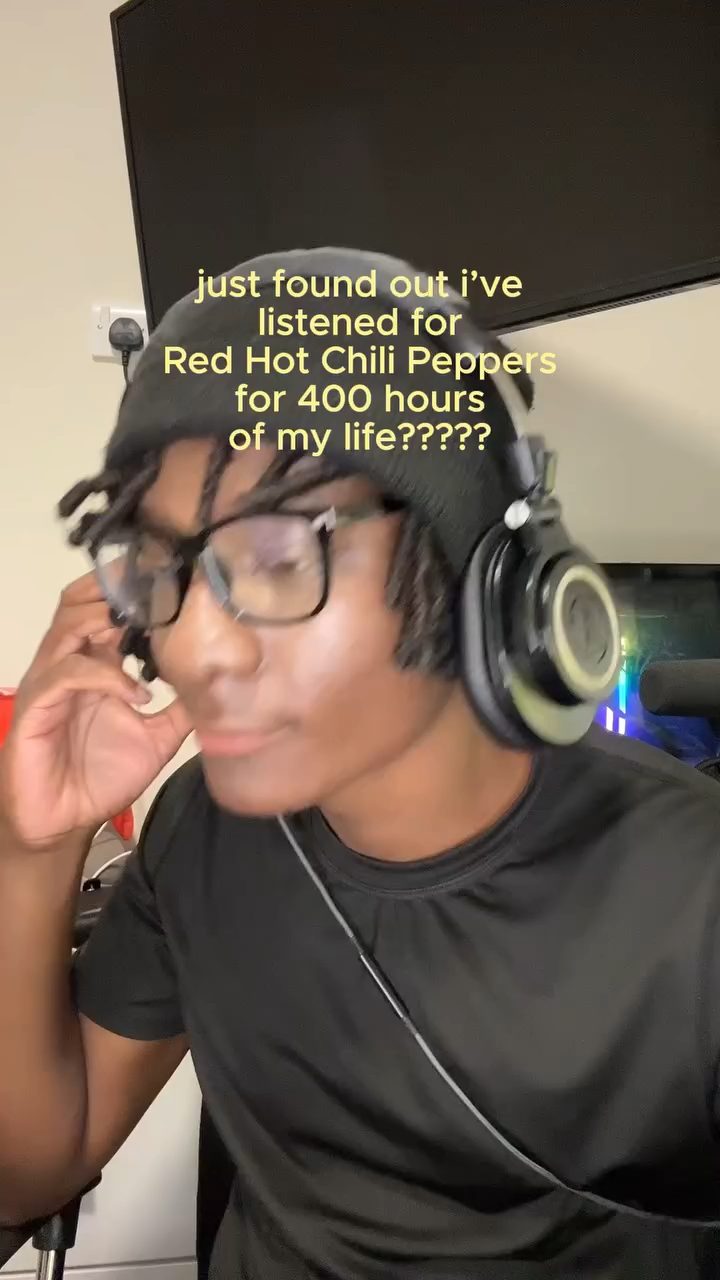 just found out i’ve
listened for
Red Hot Chili Peppers
for 400 hours
of my life?????